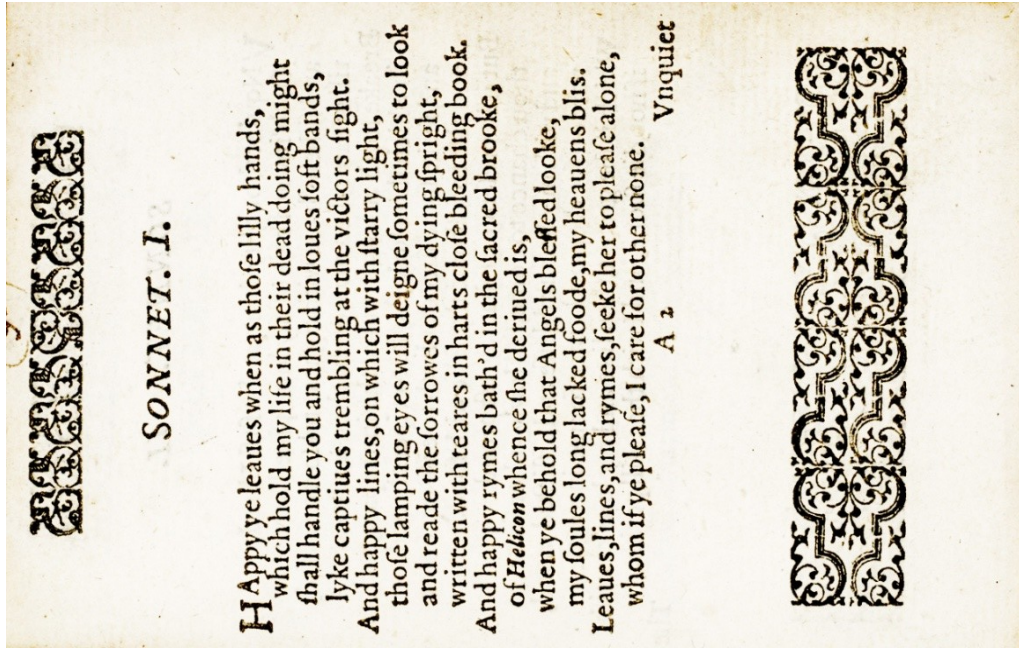 SONNET. I.
HAppy ye leaues when as thoſe lilly hands,
which hold my life in their dead doing might
ſhall handle you and hold in loues ſoft bands,
lyke captiues trembling at the victors ſight.
And happy lines, on which with ſtarry light,
thoſe lamping eyes will deigne ſometimes to look
and reade the ſorrowes of my dying ſpright,
written with teares in harts cloſe bleeding book.
And happy rymes bath'd in the ſacred brooke,
of Helicon whence ſhe deriued is,
when ye behold that Angels bleſſed looke,
my ſoules long lacked foode, my heauens blis.
Leaues, lines, and rymes, ſeeke her to pleaſe alone,
whom if ye pleaſe, I care for other none.
A 2 Vnquiet